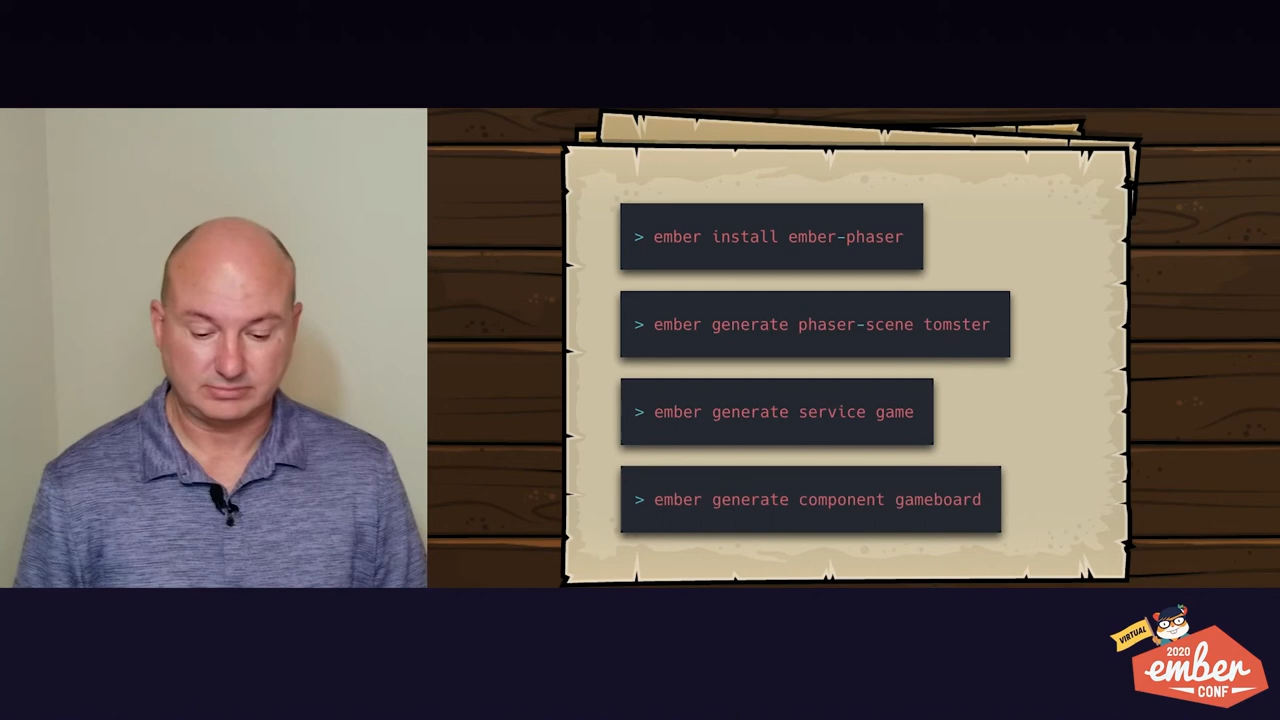 > ember install ember-phaser
> ember generate phaser-scene tomster
> ember generate service game
> ember generate component gameboard
VIRTUAL
2020
ember
CONF